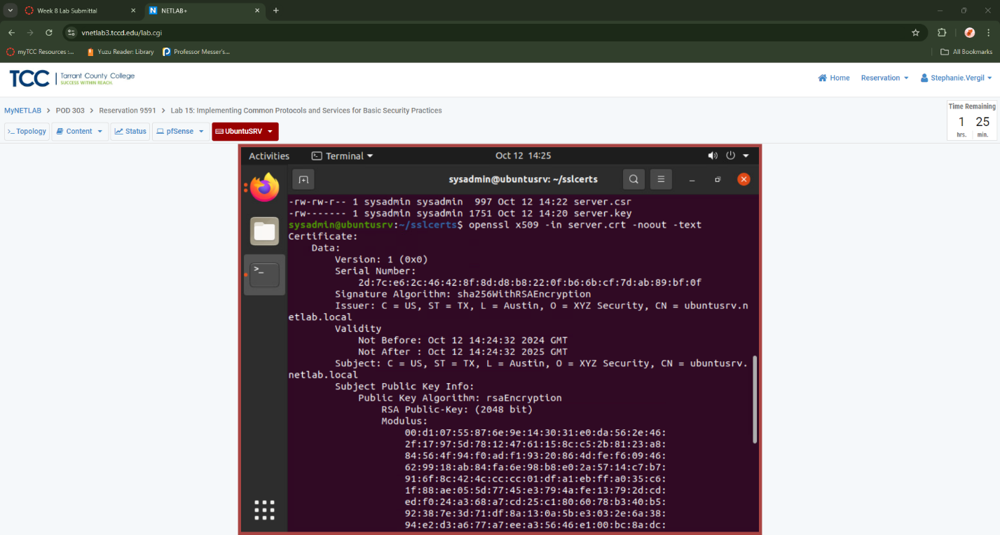 Week 8 Lab Submittal
NETLAB+
vnetlab3.tccd.edu/lab.cgi
myTCC Resources :...
Yuzu Reader: Library
Professor Messer's...
All Bookmarks
TCC
Tarrant County College
SUCCESS WITHIN REACH.
Home
Reservation
Stephanie.Vergil
MyNETLAB > POD 303 > Reservation 9591 > Lab 15: Implementing Common Protocols and Services for Basic Security Practices
Time Remaining
1 25
hrs. min.
>_ Topology
Content
Status
pfSense
UbuntuSRV
Activities
Terminal
Oct 12 14:25
sysadmin@ubuntusrv: ~/sslcerts
-rw-rw-r-- 1 sysadmin sysadmin  997 Oct 12 14:22 server.csr
-rw------- 1 sysadmin sysadmin 1751 Oct 12 14:20 server.key
sysadmin@ubuntusrv:~/sslcerts$ openssl x509 -in server.crt -noout -text
Certificate:
    Data:
        Version: 1 (0x0)
        Serial Number:
            2d:7c:e6:2c:46:42:8f:8d:d8:b8:22:0f:b6:6b:cf:7d:ab:89:bf:0f
        Signature Algorithm: sha256WithRSAEncryption
        Issuer: C = US, ST = TX, L = Austin, O = XYZ Security, CN = ubuntusrv.n
etlab.local
        Validity
            Not Before: Oct 12 14:24:32 2024 GMT
            Not After : Oct 12 14:24:32 2025 GMT
        Subject: C = US, ST = TX, L = Austin, O = XYZ Security, CN = ubuntusrv.
netlab.local
        Subject Public Key Info:
            Public Key Algorithm: rsaEncryption
                RSA Public-Key: (2048 bit)
                Modulus:
                    00:d1:07:55:87:6e:9e:14:30:31:e0:da:56:2e:46:
                    2f:17:97:5d:78:12:47:61:15:8c:c5:2b:81:23:a8:
                    84:56:4f:94:f0:ad:f1:93:20:86:4d:fe:f6:09:46:
                    62:99:18:ab:84:fa:6e:98:b8:e0:2a:57:14:c7:b7:
                    91:6f:8c:42:4c:cc:cc:01:df:a1:eb:ff:a0:35:c6:
                    1f:88:ae:05:5d:77:45:e3:79:4a:fe:13:79:2d:cd:
                    ed:f0:24:a3:68:a7:cd:25:c1:80:60:78:b3:40:b5:
                    92:38:7e:3d:71:df:8a:13:0a:5b:e3:03:2e:6a:38:
                    94:e2:d3:a6:77:a7:ee:a3:56:46:e1:00:bc:8a:dc: